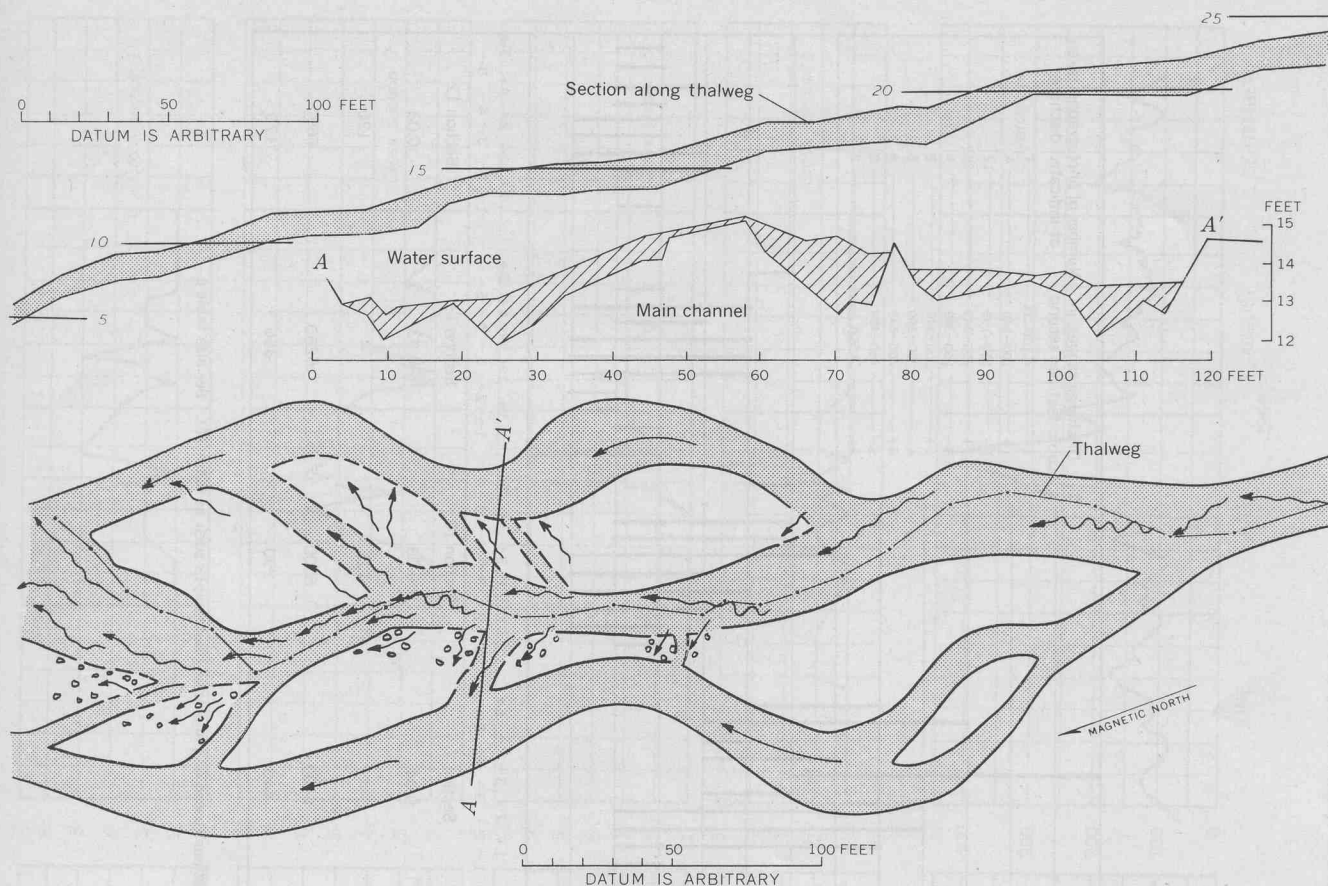 25
Section along thalweg
20
0 50 100 FEET
DATUM IS ARBITRARY
15
FEET
A'
15
10
A
Water surface
14
Main channel
13
5
12
0 10 20 30 40 50 60 70 80 90 100 110 120 FEET
A'
Thalweg
MAGNETIC NORTH
A
0 50 100 FEET
DATUM IS ARBITRARY